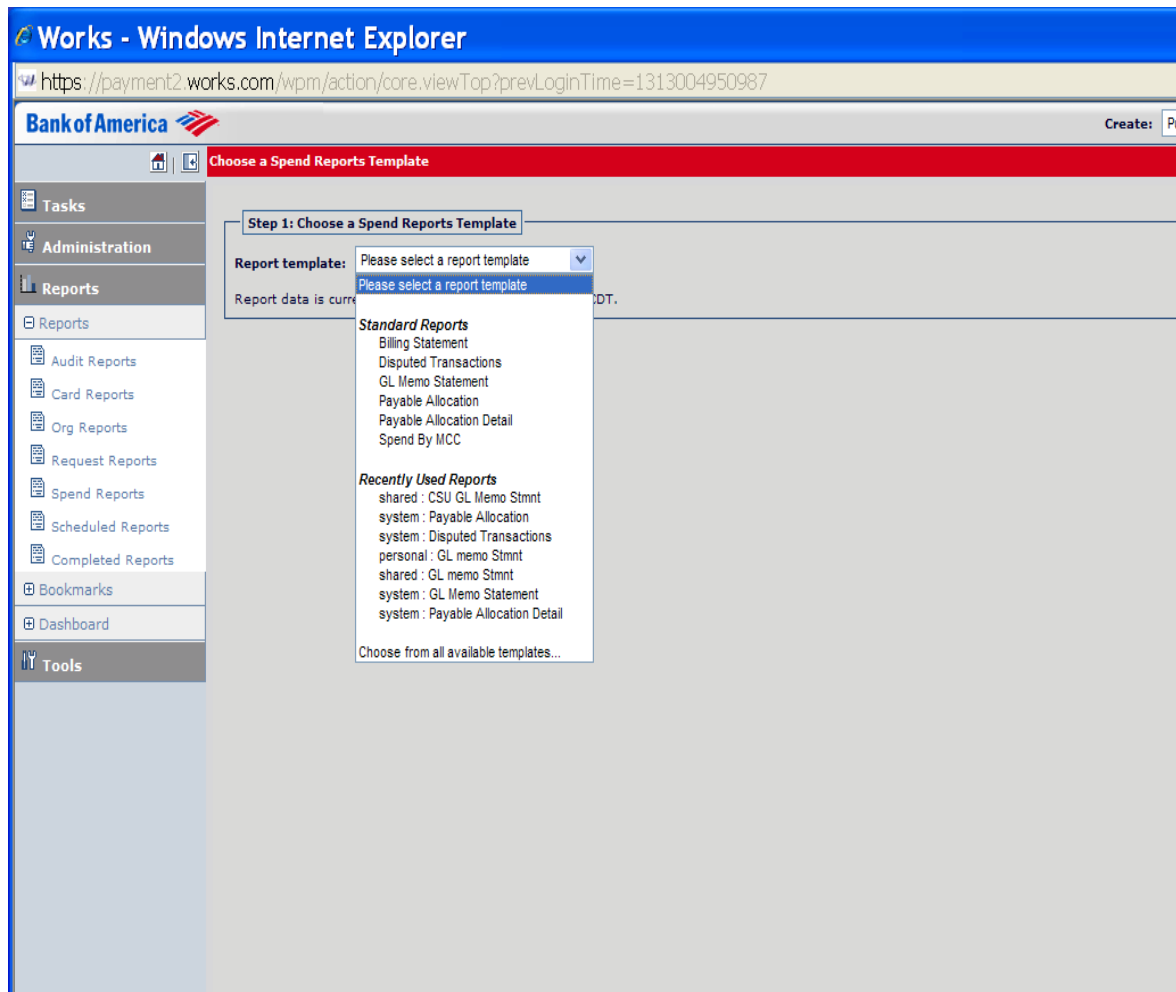 Works - Windows Internet Explorer
https://payment2.works.com/wpm/action/core.viewTop?prevLoginTime=1313004950987
Bank of America
Create:
Choose a Spend Reports Template
Tasks
Administration
Reports
Reports
Audit Reports
Card Reports
Org Reports
Request Reports
Spend Reports
Scheduled Reports
Completed Reports
Bookmarks
Dashboard
Tools
Step 1: Choose a Spend Reports Template
Report template: Please select a report template
Please select a report template
Report data is curre CDT.
Standard Reports
Billing Statement
Disputed Transactions
GL Memo Statement
Payable Allocation
Payable Allocation Detail
Spend By MCC
Recently Used Reports
shared : CSU GL Memo Stmnt
system : Payable Allocation
system : Disputed Transactions
personal : GL memo Stmnt
shared : GL memo Stmnt
system : GL Memo Statement
system : Payable Allocation Detail
Choose from all available templates...